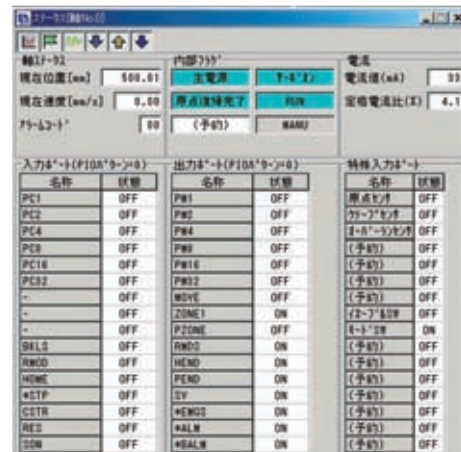 ステータス[軸No.0]
軸ステータス
現在位置[mm] 500.01
現在速度[mm/s] 0.00
アラームコード 00
内部フラグ
主電源 サーボオン
原点復帰完了 RUN
(予約) MANU
電流
電流値(mA)
定格電流比(%) 4.1
入力ポート(PIOパターン=0)
名称 状態
PC1 OFF
PC2 OFF
PC4 OFF
PC8 OFF
PC16 OFF
PC32 OFF
- OFF
- OFF
- OFF
BKLS OFF
RMOD OFF
HOME OFF
*STP OFF
CSTR OFF
RES OFF
SON OFF
出力ポート(PIOパターン=0)
名称 状態
PM1 OFF
PM2 OFF
PM4 OFF
PM8 OFF
PM16 OFF
PM32 OFF
MOVE OFF
ZONE1 ON
PZONE OFF
RMDS ON
HEND ON
PEND ON
SV ON
*EMGS ON
*ALM ON
*BALM ON
特殊入力ポート
名称 状態
原点センサ OFF
クリープセンサ OFF
オーバーランセンサ OFF
(予約) OFF
(予約) OFF
(予約) OFF
イネーブルSW OFF
モードSW ON
(予約) OFF
(予約) OFF
(予約) OFF
(予約) OFF
(予約) OFF
(予約) OFF
(予約) OFF
(予約) OFF